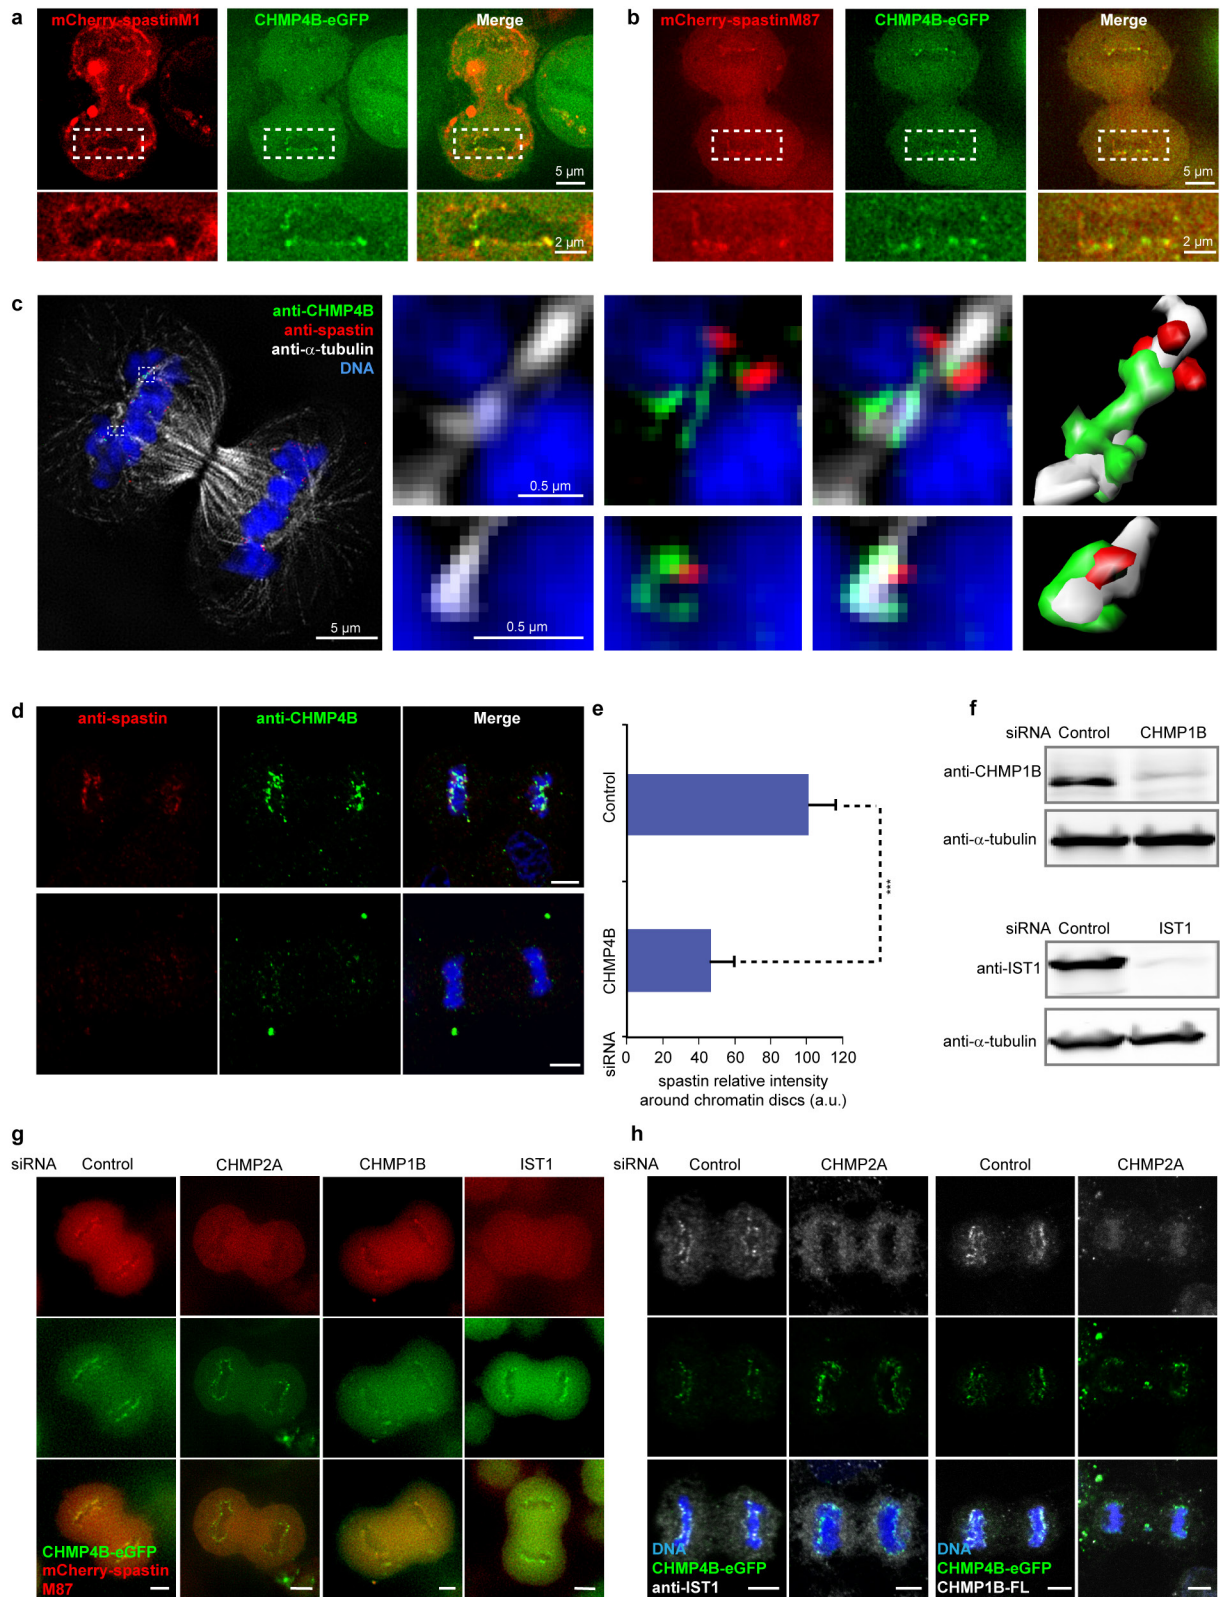 a
mCherry-spastinM1
CHMP4B-eGFP
Merge
5 µm
2 µm
b
mCherry-spastinM87
CHMP4B-eGFP
Merge
5 µm
2 µm
c
anti-CHMP4B
anti-spastin
anti-α-tubulin
DNA
5 µm
0.5 µm
0.5 µm
d
anti-spastin
anti-CHMP4B
Merge
e
Control
CHMP4B
siRNA
***
0 20 40 60 80 100 120
spastin relative intensity
around chromatin discs (a.u.)
f
siRNA Control CHMP1B
anti-CHMP1B
anti-α-tubulin
siRNA Control IST1
anti-IST1
anti-α-tubulin
g
siRNA Control CHMP2A CHMP1B IST1
CHMP4B-eGFP
mCherry-spastin
M87
h
siRNA Control CHMP2A Control CHMP2A
DNA
CHMP4B-eGFP
anti-IST1
DNA
CHMP4B-eGFP
CHMP1B-FL